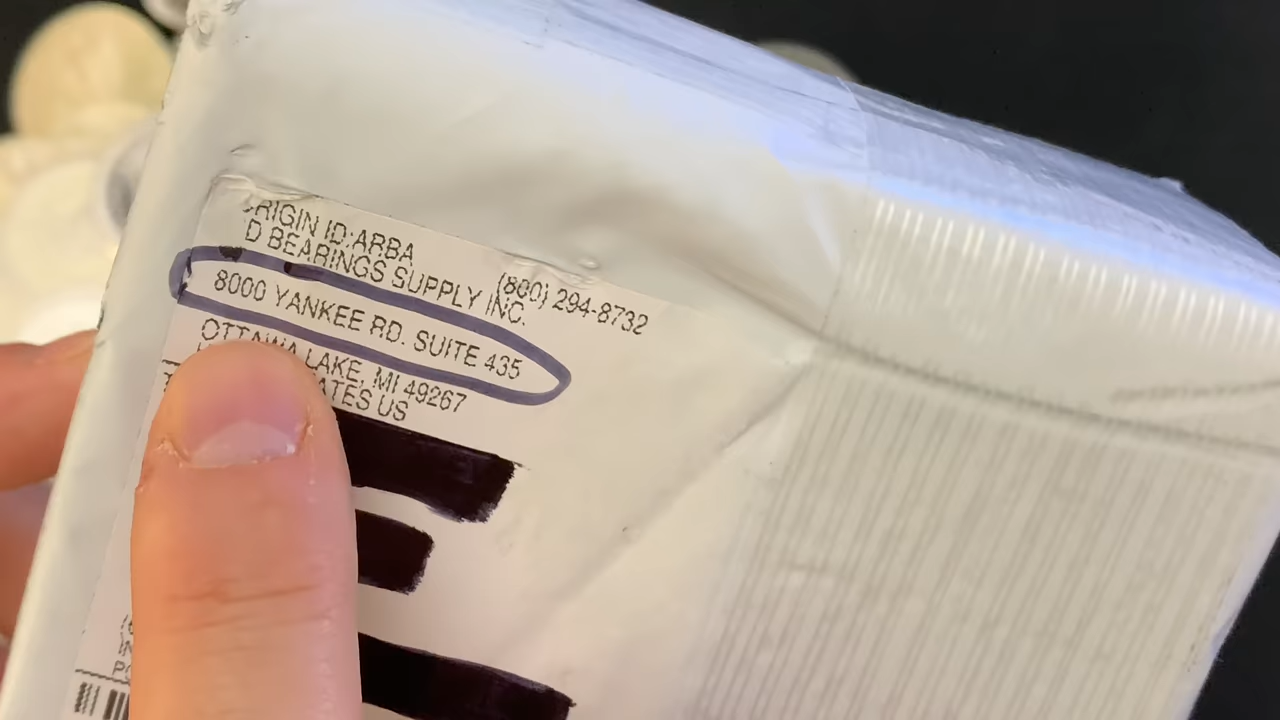 ORIGIN ID:ARBA
(800) 294-8732
D BEARINGS SUPPLY INC.
8000 YANKEE RD. SUITE 435
OTTAWA LAKE, MI 49267
ATES US